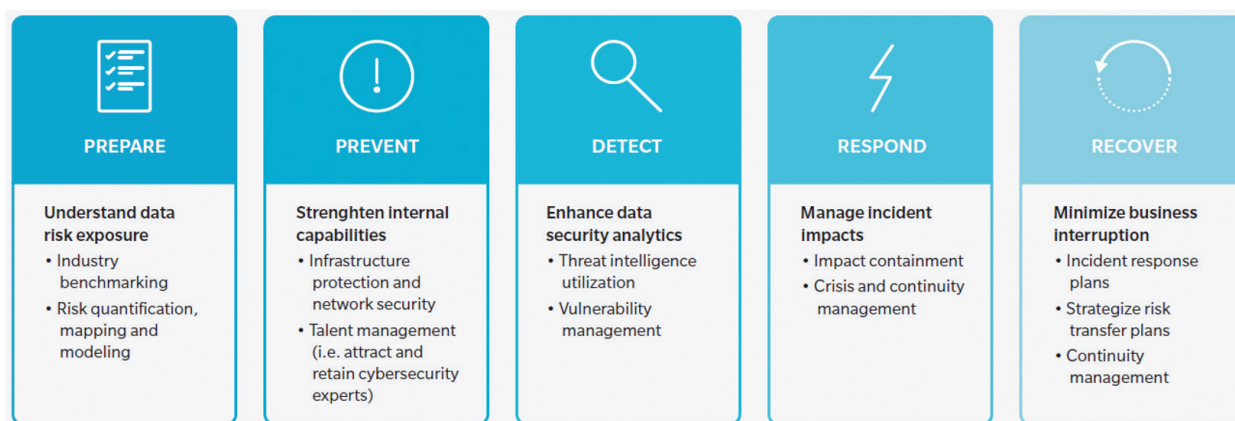 PREPARE
Understand data
risk exposure
• Industry
benchmarking
• Risk quantification,
mapping and
modeling
PREVENT
Strenghten internal
capabilities
• Infrastructure
protection and
network security
• Talent management
(i.e. attract and
retain cybersecurity
experts)
DETECT
Enhance data
security analytics
• Threat intelligence
utilization
• Vulnerability
management
RESPOND
Manage incident
impacts
• Impact containment
• Crisis and continuity
management
RECOVER
Minimize business
interruption
• Incident response
plans
• Strategize risk
transfer plans
• Continuity
management